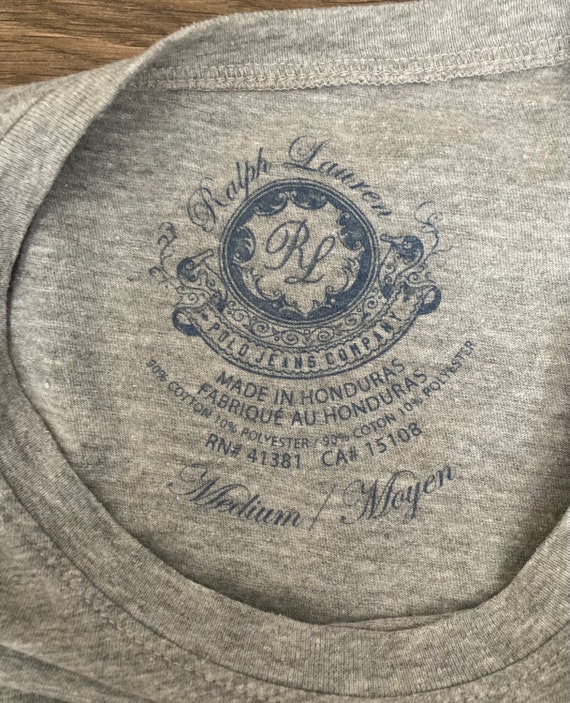 Ralph Lauren
RL
POLO JEANS COMPANY
MADE IN HONDURAS
FABRIQUÉ AU HONDURAS
90% COTTON 10% POLYESTER / 90% COTON 10% POLYESTER
RN# 41381 CA# 15108
Medium / Moyen